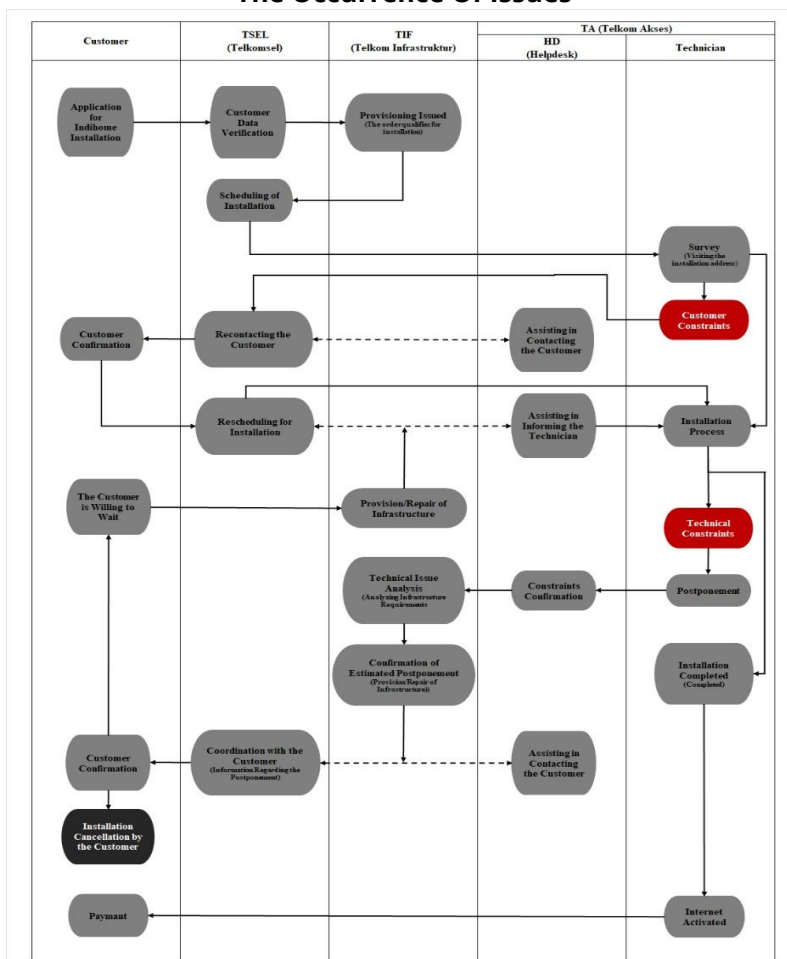 The Occurrence Of Issues
TA (Telkom Akses)
Customer
TSEL
(Telkomsel)
TIF
(Telkom Infrastruktur)
HD
(Helpdesk)
Technician
Application
for
Indihome
Installation
Customer
Data
Verification
Provisioning Issued
(The order qualifies for
installation)
Scheduling of
Installation
Survey
(Visiting the
installation address)
Customer
Constraints
Customer
Confirmation
Recontacting the
Customer
Assisting in
Contacting
the Customer
Rescheduling for
Installation
Assisting in
Informing the
Technician
Installation
Process
The Customer
is Willing to
Wait
Provision/Repair of
Infrastructure
Technical
Constraints
Technical Issue
Analysis
(Analyzing Infrastructure
Requirements
Constraints
Confirmation
Postponement
Confirmation of
Estimated Postponement
(Provision/Repair of
Infrastructure))
Installation
Completed
(Completed)
Customer
Confirmation
Coordination with the
Customer
(Information Regarding the
Postponement)
Assisting in
Contacting
the Customer
Installation
Cancellation by
the Customer
Paymant
Internet
Activated